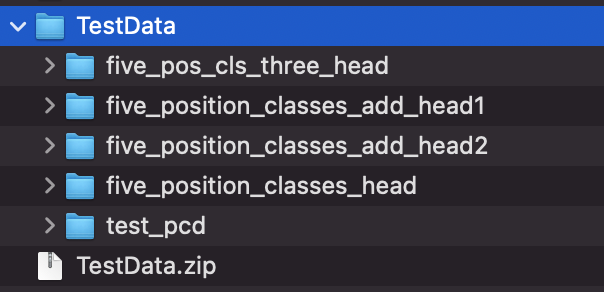 TestData
five_pos_cls_three_head
five_position_classes_add_head1
five_position_classes_add_head2
five_position_classes_head
test_pcd
TestData.zip